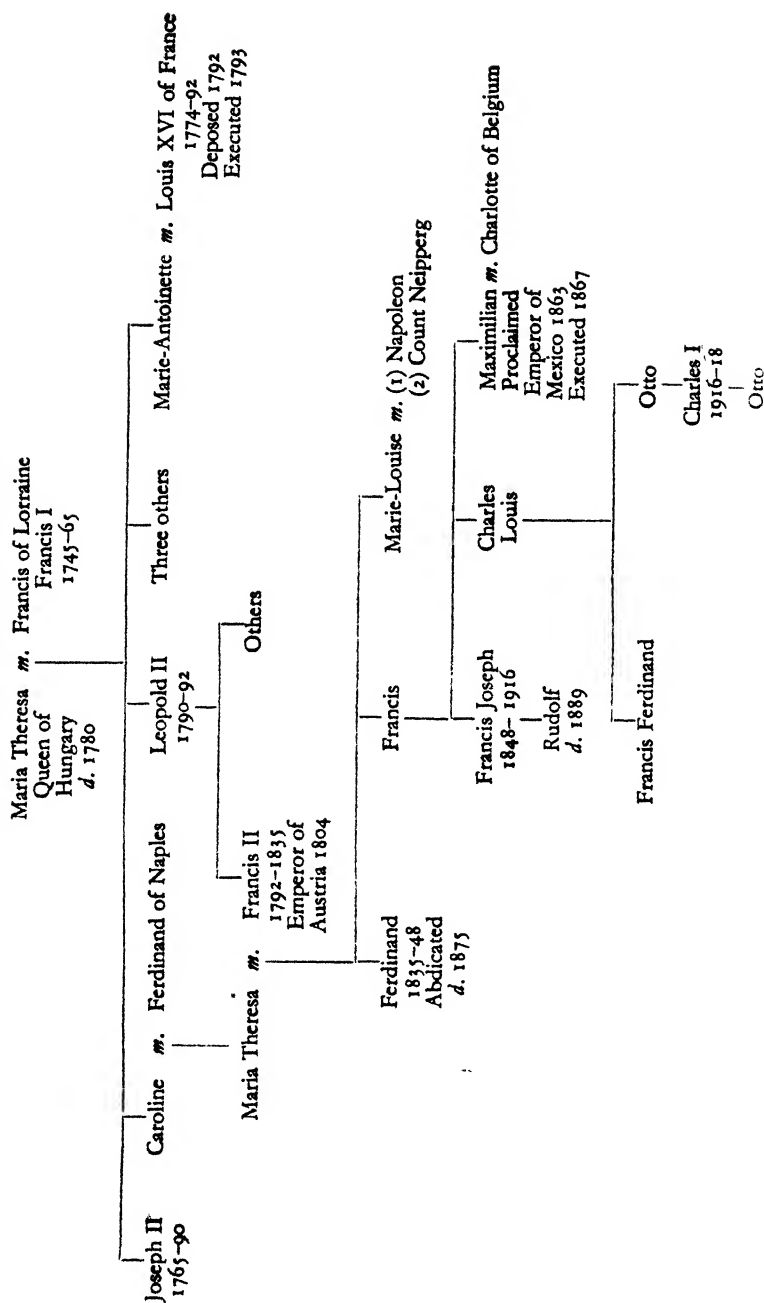 Maria Theresa m. Francis of Lorraine
Queen of
Hungary
d. 1780
Francis I
1745-65
Joseph II
1765-90
Caroline m. Ferdinand of Naples
Leopold II
1790-92
Three others
Marie-Antoinette m. Louis XVI of France
1774-92
Deposed 1792
Executed 1793
Maria Theresa m. Francis II
1792-1835
Emperor of
Austria 1804
Others
Ferdinand
1835-48
Abdicated
d. 1875
Francis
Marie-Louise m. (1) Napoleon
(2) Count Neipperg
Francis Joseph
1848- 1916
Rudolf
d. 1889
Charles
Louis
Maximilian m. Charlotte of Belgium
Proclaimed
Emperor of
Mexico 1863
Executed 1867
Francis Ferdinand
Otto
Charles I
1916-18
Otto